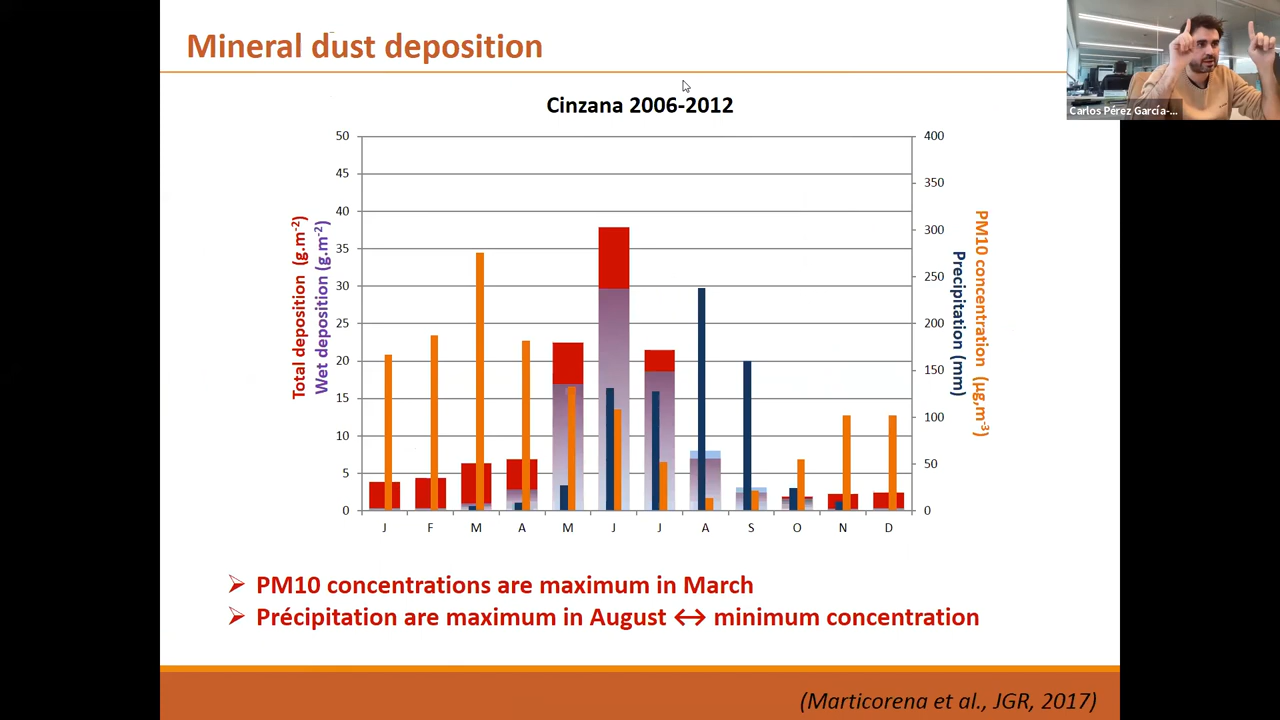 Mineral dust deposition
Carlos Pérez García-...
Cinzana 2006-2012
50
45
40
35
30
25
20
15
10
5
0
Total deposition (g.m-2)
Wet deposition (g.m-2)
400
350
300
250
200
150
100
50
0
PM10 concentration (µg,m-3)
Precipitation (mm)
J F M A M J J A S O N D
➢ PM10 concentrations are maximum in March
➢ Précipitation are maximum in August ↔ minimum concentration
(Marticorena et al., JGR, 2017)